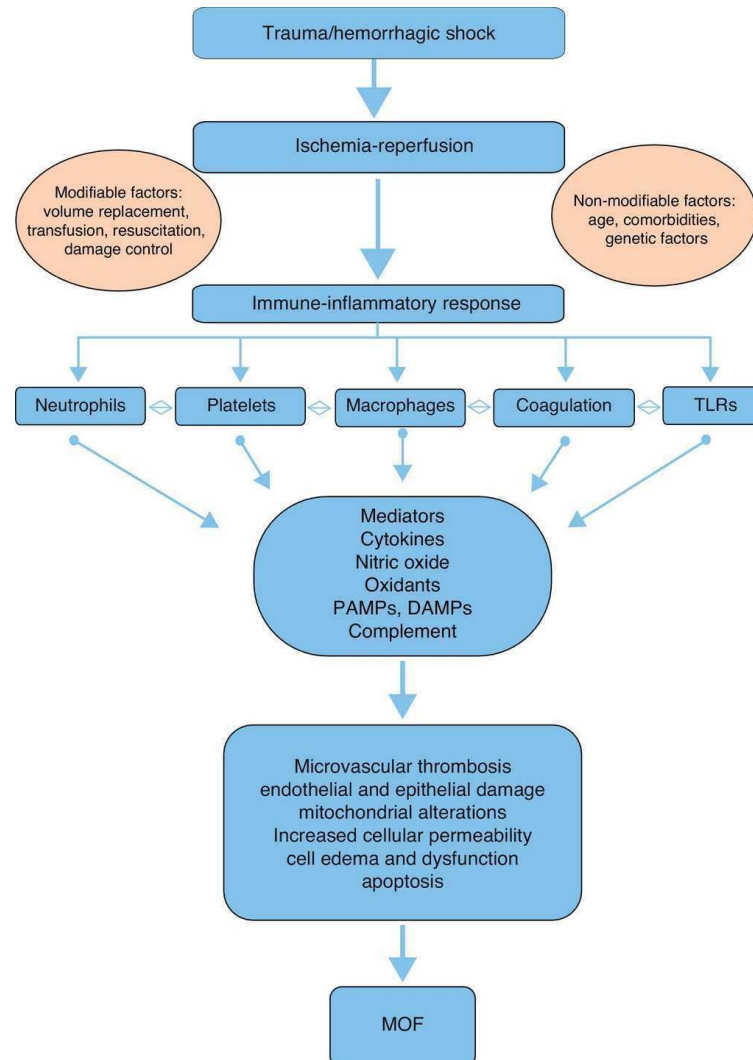 Trauma/hemorrhagic shock
Ischemia-reperfusion
Modifiable factors:
volume replacement,
transfusion, resuscitation,
damage control
Non-modifiable factors:
age, comorbidities,
genetic factors
Immune-inflammatory response
Neutrophils
Platelets
Macrophages
Coagulation
TLRs
Mediators
Cytokines
Nitric oxide
Oxidants
PAMPs, DAMPs
Complement
Microvascular thrombosis
endothelial and epithelial damage
mitochondrial alterations
Increased cellular permeability
cell edema and dysfunction
apoptosis
MOF